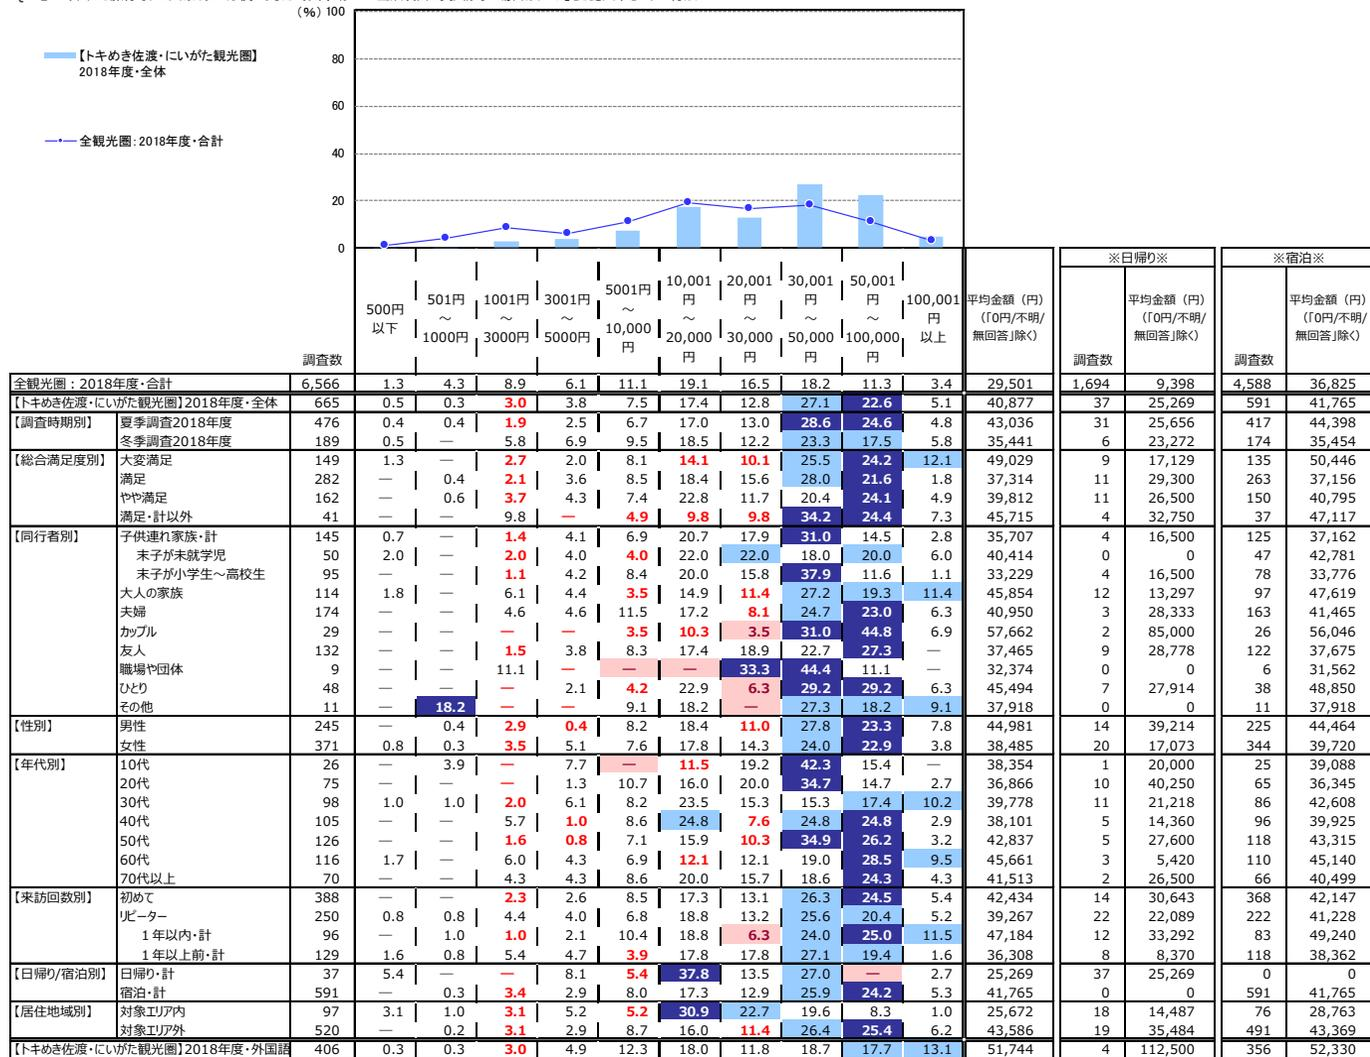 (%)
100
80
60
40
20
0
【トキめき佐渡・にいがた観光圏】
2018年度・全体
全観光圏：2018年度・合計
※日帰り※ ※宿泊※
調査数
500円
以下
501円
～
1000円
1001円
～
3000円
3001円
～
5000円
5001円
～
10,000
円
10,001
円
～
20,000
円
20,001
円
～
30,000
円
30,001
円
～
50,000
円
50,001
円
～
100,000
円
100,001
円
以上
平均金額（円）
（「0円/不明/
無回答」除く）
調査数
平均金額（円）
（「0円/不明/
無回答」除く）
調査数
平均金額（円）
（「0円/不明/
無回答」除く）
全観光圏：2018年度・合計 6,566 1.3 4.3 8.9 6.1 11.1 19.1 16.5 18.2 11.3 3.4 29,501 1,694 9,398 4,588 36,825
【トキめき佐渡・にいがた観光圏】2018年度・全体 665 0.5 0.3 3.0 3.8 7.5 17.4 12.8 27.1 22.6 5.1 40,877 37 25,269 591 41,765
【調査時期別】 夏季調査2018年度 476 0.4 0.4 1.9 2.5 6.7 17.0 13.0 28.6 24.6 4.8 43,036 31 25,656 417 44,398
冬季調査2018年度 189 0.5 — 5.8 6.9 9.5 18.5 12.2 23.3 17.5 5.8 35,441 6 23,272 174 35,454
【総合満足度別】 大変満足 149 1.3 — 2.7 2.0 8.1 14.1 10.1 25.5 24.2 12.1 49,029 9 17,129 135 50,446
満足 282 — 0.4 2.1 3.6 8.5 18.4 15.6 28.0 21.6 1.8 37,314 11 29,300 263 37,156
やや満足 162 — 0.6 3.7 4.3 7.4 22.8 11.7 20.4 24.1 4.9 39,812 11 26,500 150 40,795
満足・計以外 41 — — 9.8 — 4.9 9.8 9.8 34.2 24.4 7.3 45,715 4 32,750 37 47,117
【同行者別】 子供連れ家族・計 145 0.7 — 1.4 4.1 6.9 20.7 17.9 31.0 14.5 2.8 35,707 4 16,500 125 37,162
末子が未就学児 50 2.0 — 2.0 4.0 4.0 22.0 22.0 18.0 20.0 6.0 40,414 0 0 47 42,781
末子が小学生～高校生 95 — — 1.1 4.2 8.4 20.0 15.8 37.9 11.6 1.1 33,229 4 16,500 78 33,776
大人の家族 114 1.8 — 6.1 4.4 3.5 14.9 11.4 27.2 19.3 11.4 45,854 12 13,297 97 47,619
夫婦 174 — — 4.6 4.6 11.5 17.2 8.1 24.7 23.0 6.3 40,950 3 28,333 163 41,465
カップル 29 — — — — 3.5 10.3 3.5 31.0 44.8 6.9 57,662 2 85,000 26 56,046
友人 132 — — 1.5 3.8 8.3 17.4 18.9 22.7 27.3 — 37,465 9 28,778 122 37,675
職場や団体 9 — — 11.1 — — — 33.3 44.4 11.1 — 32,374 0 0 6 31,562
ひとり 48 — — — 2.1 4.2 22.9 6.3 29.2 29.2 6.3 45,494 7 27,914 38 48,850
その他 11 — 18.2 — — 9.1 18.2 — 27.3 18.2 9.1 37,918 0 0 11 37,918
【性別】 男性 245 — 0.4 2.9 0.4 8.2 18.4 11.0 27.8 23.3 7.8 44,981 14 39,214 225 44,464
女性 371 0.8 0.3 3.5 5.1 7.6 17.8 14.3 24.0 22.9 3.8 38,485 20 17,073 344 39,720
【年代別】 10代 26 — 3.9 — 7.7 — 11.5 19.2 42.3 15.4 — 38,354 1 20,000 25 39,088
20代 75 — — — 1.3 10.7 16.0 20.0 34.7 14.7 2.7 36,866 10 40,250 65 36,345
30代 98 1.0 1.0 2.0 6.1 8.2 23.5 15.3 15.3 17.4 10.2 39,778 11 21,218 86 42,608
40代 105 — — 5.7 1.0 8.6 24.8 7.6 24.8 24.8 2.9 38,101 5 14,360 96 39,925
50代 126 — — 1.6 0.8 7.1 15.9 10.3 34.9 26.2 3.2 42,837 5 27,600 118 43,315
60代 116 1.7 — 6.0 4.3 6.9 12.1 12.1 19.0 28.5 9.5 45,661 3 5,420 110 45,140
70代以上 70 — — 4.3 4.3 8.6 20.0 15.7 18.6 24.3 4.3 41,513 2 26,500 66 40,499
【来訪回数別】 初めて 388 — — 2.3 2.6 8.5 17.3 13.1 26.3 24.5 5.4 42,434 14 30,643 368 42,147
リピーター 250 0.8 0.8 4.4 4.0 6.8 18.8 13.2 25.6 20.4 5.2 39,267 22 22,089 222 41,228
１年以内・計 96 — 1.0 1.0 2.1 10.4 18.8 6.3 24.0 25.0 11.5 47,184 12 33,292 83 49,240
１年以上前・計 129 1.6 0.8 5.4 4.7 3.9 17.8 17.8 27.1 19.4 1.6 36,308 8 8,370 118 38,362
【日帰り/宿泊別】 日帰り・計 37 5.4 — — 8.1 5.4 37.8 13.5 27.0 — 2.7 25,269 37 25,269 0 0
宿泊・計 591 — 0.3 3.4 2.9 8.0 17.3 12.9 25.9 24.2 5.3 41,765 0 0 591 41,765
【居住地域別】 対象エリア内 97 3.1 1.0 3.1 5.2 5.2 30.9 22.7 19.6 8.3 1.0 25,672 18 14,487 76 28,763
対象エリア外 520 — 0.2 3.1 2.9 8.7 16.0 11.4 26.4 25.4 6.2 43,586 19 35,484 491 43,369
【トキめき佐渡・にいがた観光圏】2018年度・外国語 406 0.3 0.3 3.0 4.9 12.3 18.0 11.8 18.7 17.7 13.1 51,744 4 112,500 356 52,330